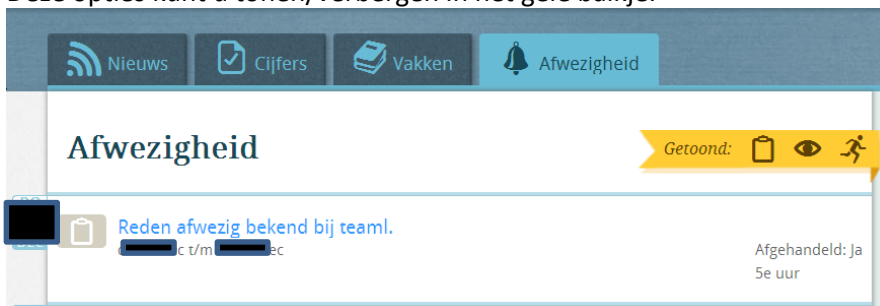 Deze opties kunt u tonen/verbergen in het gele balkje.
Nieuws
Cijfers
Vakken
Afwezigheid
Afwezigheid
Getoond:
Reden afwezig bekend bij teaml.
c t/m ec
Afgehandeld: Ja
5e uur